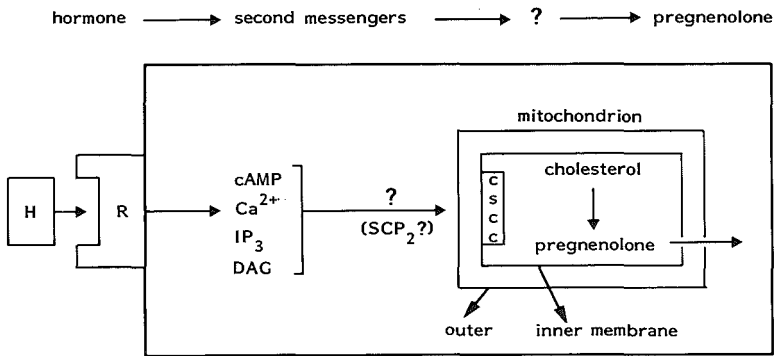 hormone second messengers ? pregnenolone
mitochondrion
cholesterol
cAMP
Ca²⁺
IP₃
DAG
?
(SCP₂?)
H
R
C
S
C
C
pregnenolone
outer inner membrane